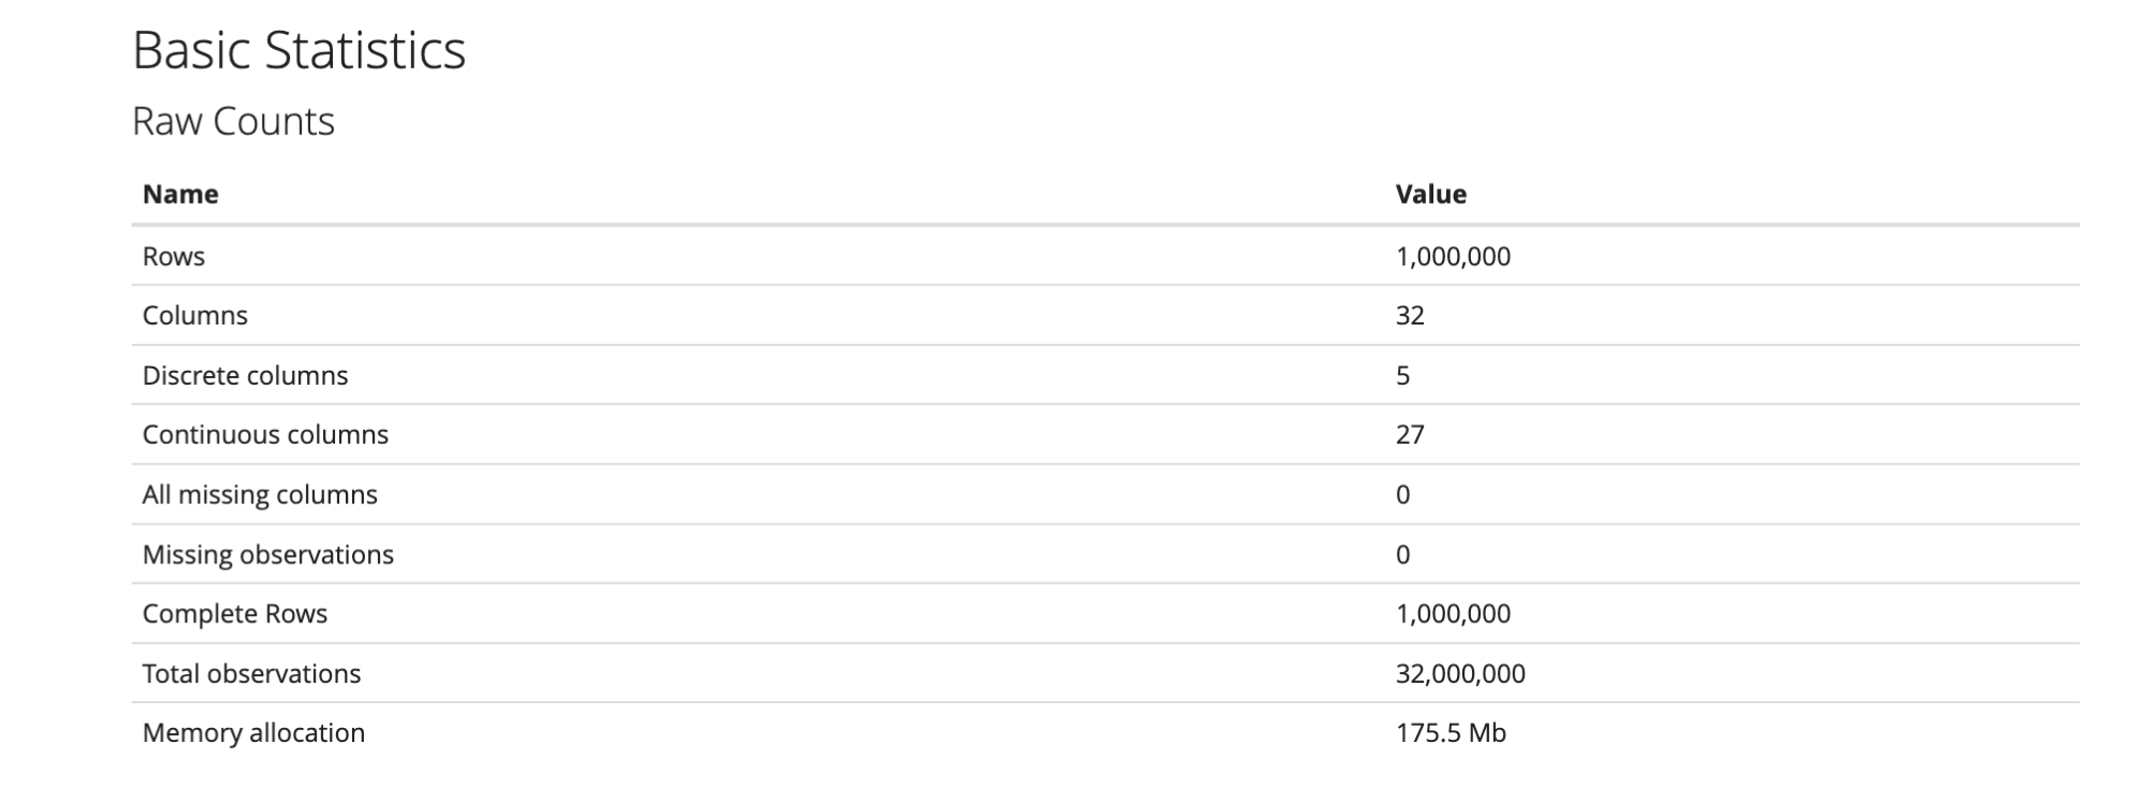 Basic Statistics
Raw Counts
Name Value
Rows 1,000,000
Columns 32
Discrete columns 5
Continuous columns 27
All missing columns 0
Missing observations 0
Complete Rows 1,000,000
Total observations 32,000,000
Memory allocation 175.5 Mb